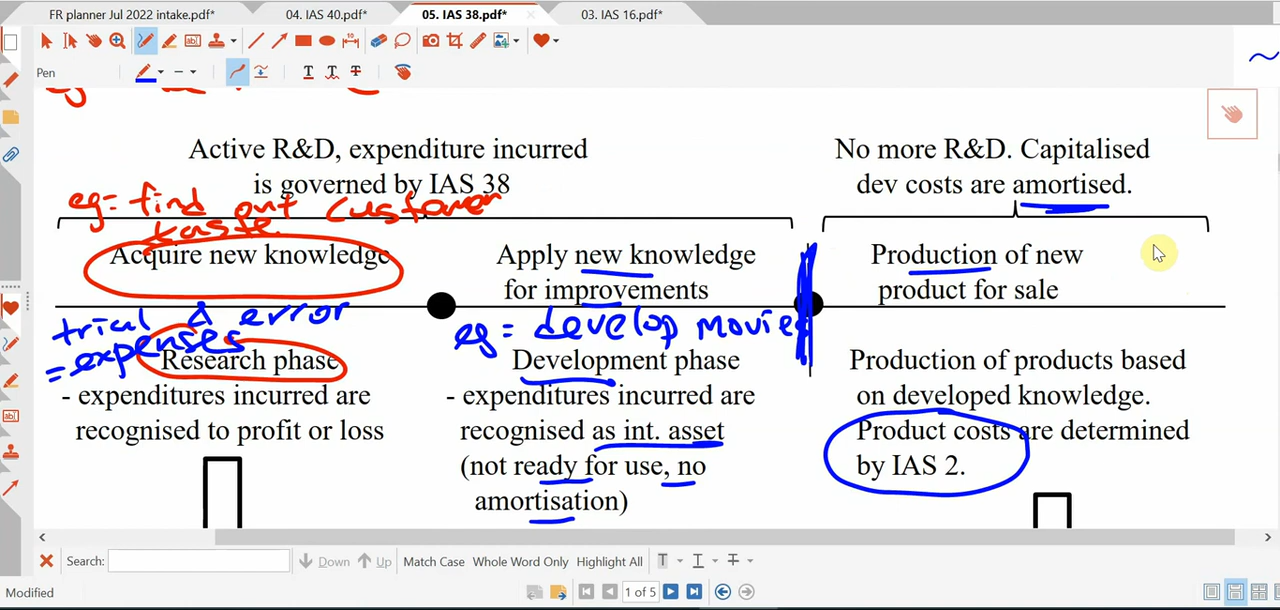 FR planner Jul 2022 intake.pdf*
04. IAS 40.pdf*
05. IAS 38.pdf*
03. IAS 16.pdf*
Pen
Active R&D, expenditure incurred
is governed by IAS 38
No more R&D. Capitalised
dev costs are amortised.
eg= find out customer
taste
Acquire new knowledge
Apply new knowledge
for improvements
Production of new
product for sale
trial & error
= expenses
eg = develop movies
Research phase
- expenditures incurred are
recognised to profit or loss
Development phase
- expenditures incurred are
recognised as int. asset
(not ready for use, no
amortisation)
Production of products based
on developed knowledge.
Product costs are determined
by IAS 2.
Search:
Down
Up
Match Case
Whole Word Only
Highlight All
Modified
1 of 5